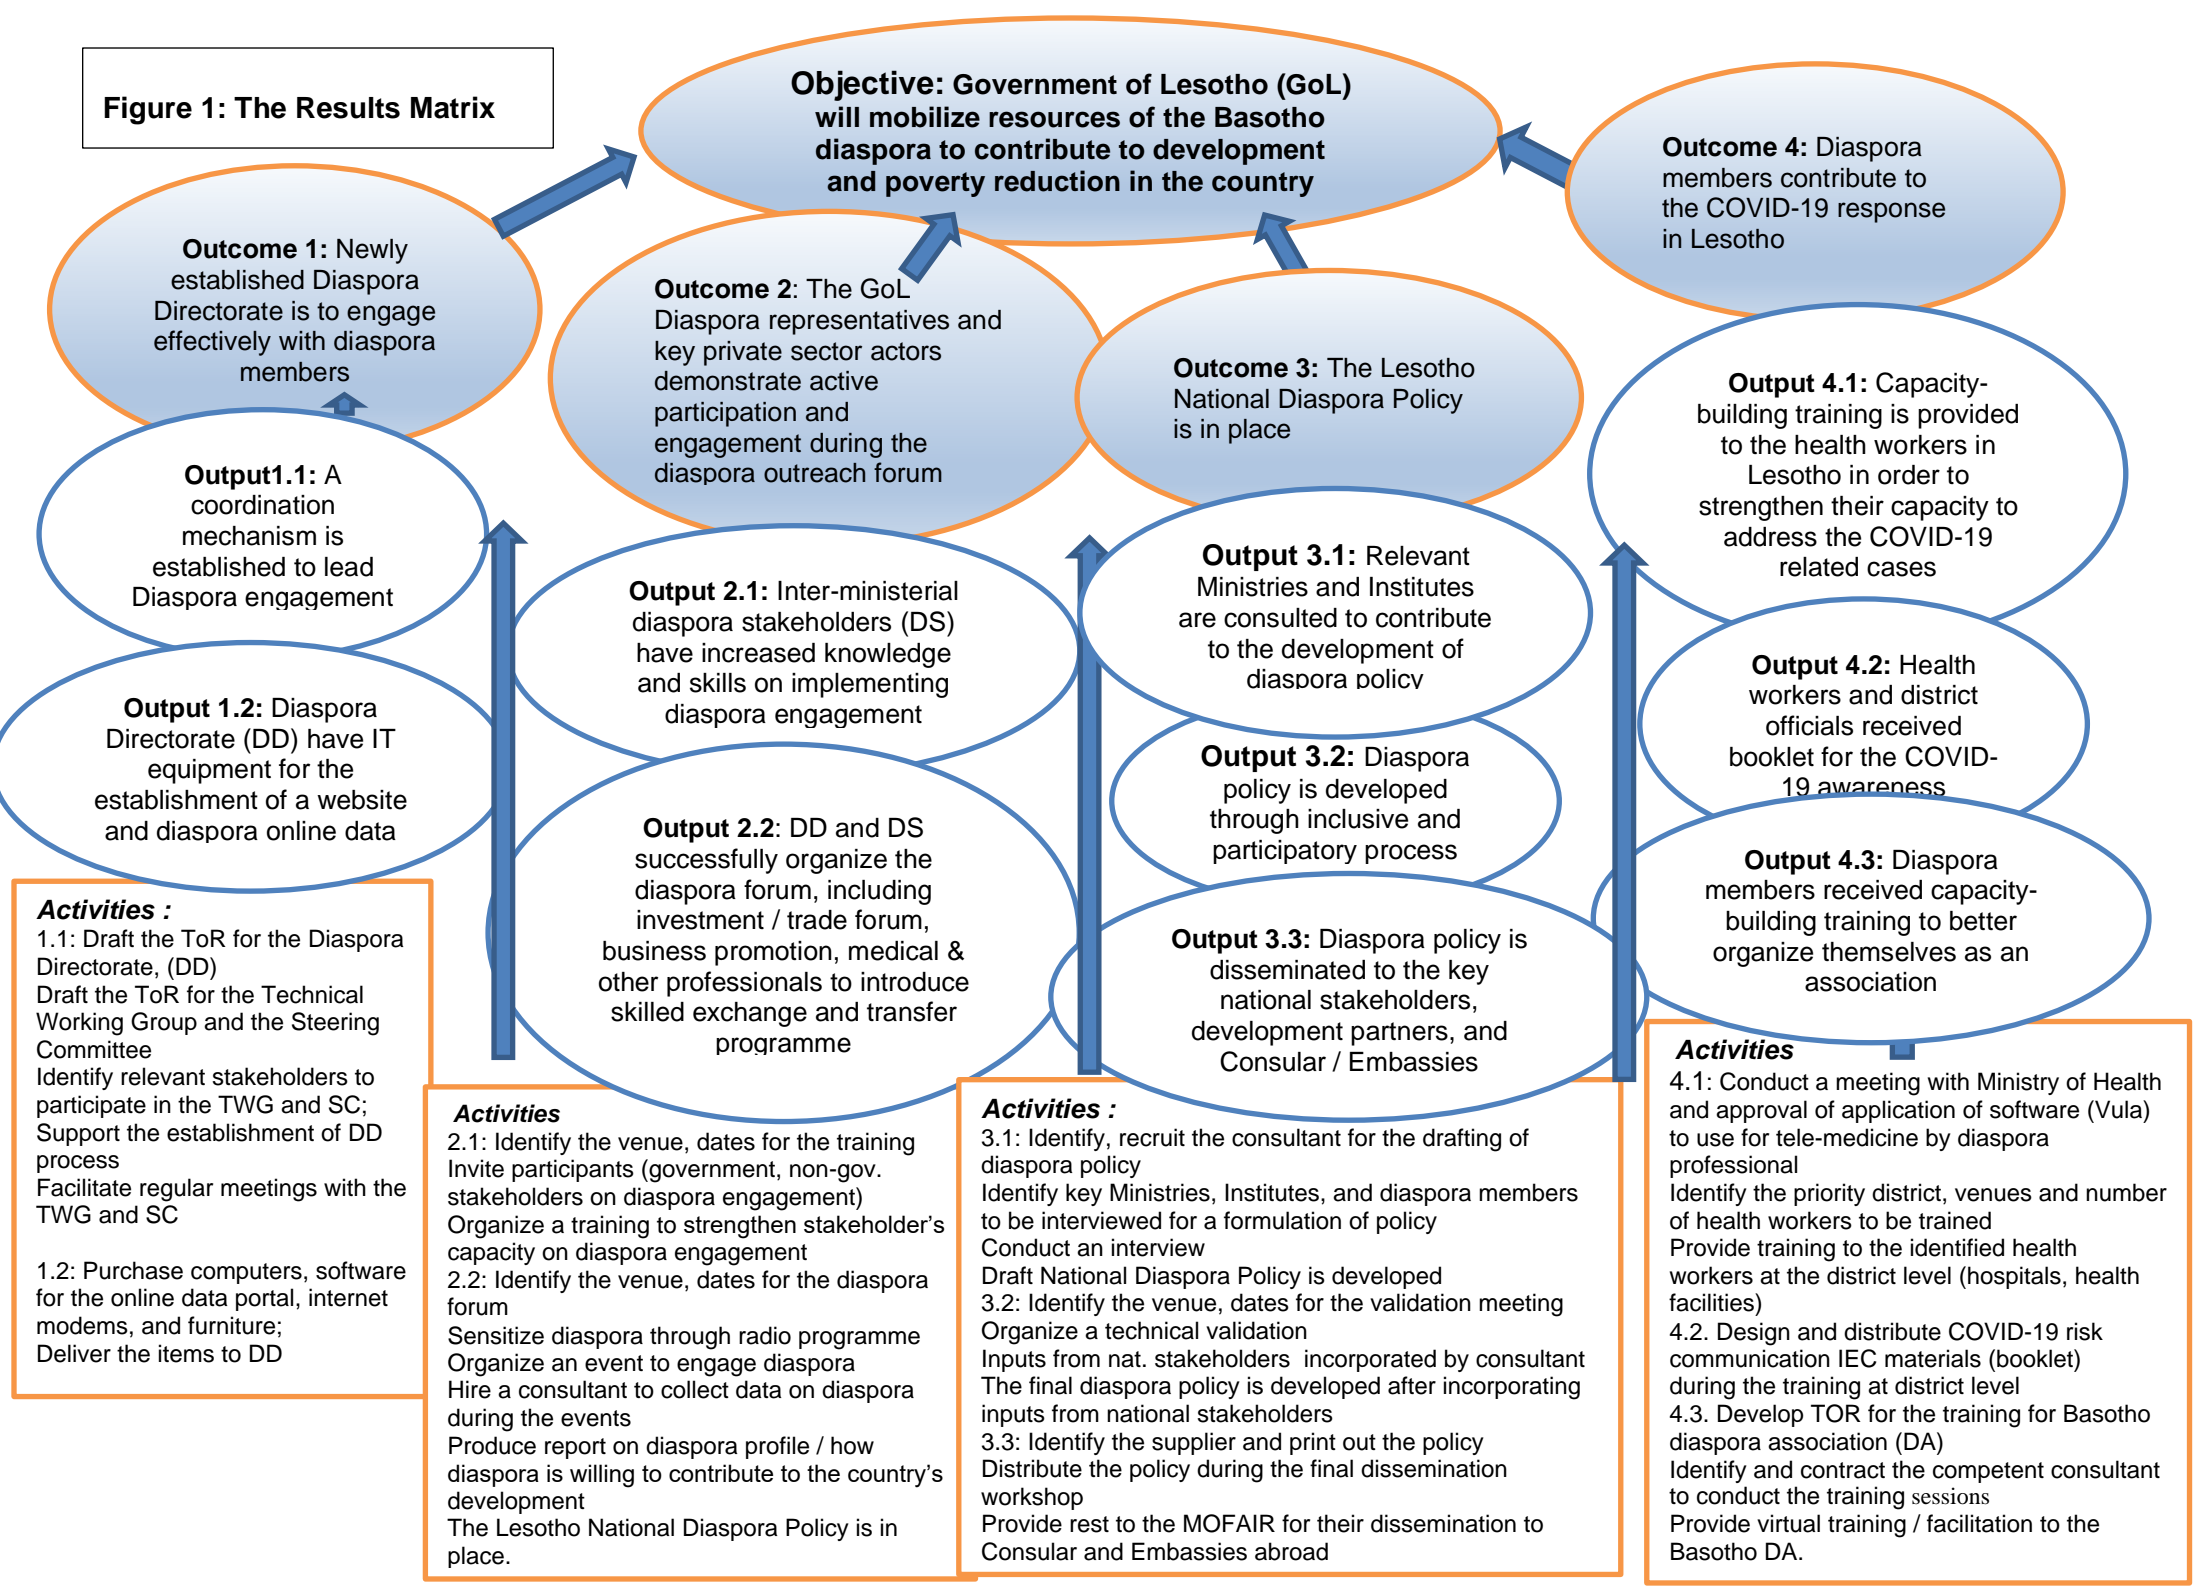 Figure 1: The Results Matrix
Objective: Government of Lesotho (GoL)
will mobilize resources of the Basotho
diaspora to contribute to development
and poverty reduction in the country
Outcome 1: Newly
established Diaspora
Directorate is to engage
effectively with diaspora
members
Outcome 2: The GoL
Diaspora representatives and
key private sector actors
demonstrate active
participation and
engagement during the
diaspora outreach forum
Outcome 3: The Lesotho
National Diaspora Policy
is in place
Outcome 4: Diaspora
members contribute to
the COVID-19 response
in Lesotho
Output1.1: A
coordination
mechanism is
established to lead
Diaspora engagement
Output 1.2: Diaspora
Directorate (DD) have IT
equipment for the
establishment of a website
and diaspora online data
Activities :
1.1: Draft the ToR for the Diaspora
Directorate, (DD)
Draft the ToR for the Technical
Working Group and the Steering
Committee
Identify relevant stakeholders to
participate in the TWG and SC;
Support the establishment of DD
process
Facilitate regular meetings with the
TWG and SC
1.2: Purchase computers, software
for the online data portal, internet
modems, and furniture;
Deliver the items to DD
Output 2.1: Inter-ministerial
diaspora stakeholders (DS)
have increased knowledge
and skills on implementing
diaspora engagement
Output 2.2: DD and DS
successfully organize the
diaspora forum, including
investment / trade forum,
business promotion, medical &
other professionals to introduce
skilled exchange and transfer
programme
Activities
2.1: Identify the venue, dates for the training
Invite participants (government, non-gov.
stakeholders on diaspora engagement)
Organize a training to strengthen stakeholder's
capacity on diaspora engagement
2.2: Identify the venue, dates for the diaspora
forum
Sensitize diaspora through radio programme
Organize an event to engage diaspora
Hire a consultant to collect data on diaspora
during the events
Produce report on diaspora profile / how
diaspora is willing to contribute to the country's
development
The Lesotho National Diaspora Policy is in
place.
Output 3.1: Relevant
Ministries and Institutes
are consulted to contribute
to the development of
diaspora policy
Output 3.2: Diaspora
policy is developed
through inclusive and
participatory process
Output 3.3: Diaspora policy is
disseminated to the key
national stakeholders,
development partners, and
Consular / Embassies
Activities :
3.1: Identify, recruit the consultant for the drafting of
diaspora policy
Identify key Ministries, Institutes, and diaspora members
to be interviewed for a formulation of policy
Conduct an interview
Draft National Diaspora Policy is developed
3.2: Identify the venue, dates for the validation meeting
Organize a technical validation
Inputs from nat. stakeholders incorporated by consultant
The final diaspora policy is developed after incorporating
inputs from national stakeholders
3.3: Identify the supplier and print out the policy
Distribute the policy during the final dissemination
workshop
Provide rest to the MOFAIR for their dissemination to
Consular and Embassies abroad
Output 4.1: Capacity-
building training is provided
to the health workers in
Lesotho in order to
strengthen their capacity to
address the COVID-19
related cases
Output 4.2: Health
workers and district
officials received
booklet for the COVID-
19 awareness
Output 4.3: Diaspora
members received capacity-
building training to better
organize themselves as an
association
Activities
4.1: Conduct a meeting with Ministry of Health
and approval of application of software (Vula)
to use for tele-medicine by diaspora
professional
Identify the priority district, venues and number
of health workers to be trained
Provide training to the identified health
workers at the district level (hospitals, health
facilities)
4.2. Design and distribute COVID-19 risk
communication IEC materials (booklet)
during the training at district level
4.3. Develop TOR for the training for Basotho
diaspora association (DA)
Identify and contract the competent consultant
to conduct the training sessions
Provide virtual training / facilitation to the
Basotho DA.